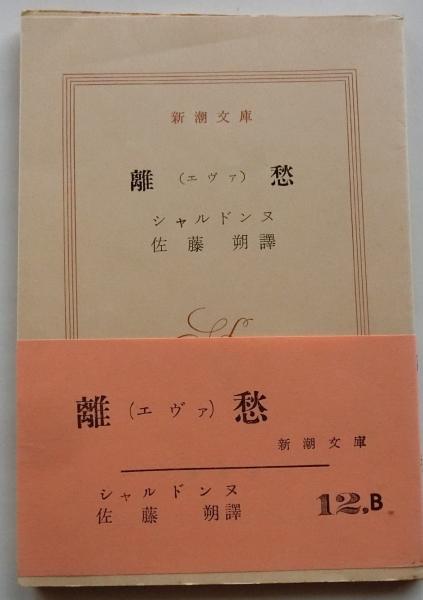 新潮文庫
離（エヴァ）愁
シャルドンヌ
佐藤朔譯
離（エヴァ）愁
新潮文庫
シャルドンヌ
佐藤朔譯
12,B